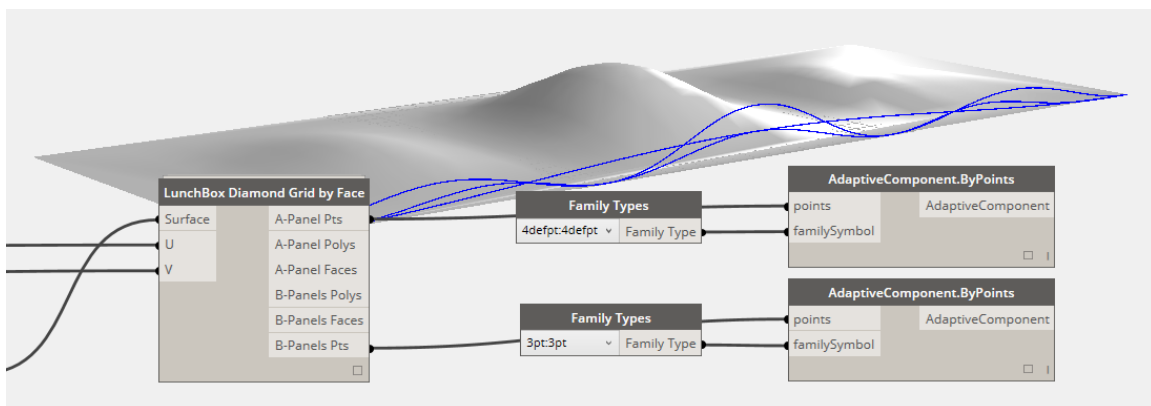 LunchBox Diamond Grid by Face
Surface
U
V
A-Panel Pts
A-Panel Polys
A-Panel Faces
B-Panels Polys
B-Panels Faces
B-Panels Pts
Family Types
4defpt:4defpt
Family Type
AdaptiveComponent.ByPoints
points
familySymbol
AdaptiveComponent
Family Types
3pt:3pt
Family Type
AdaptiveComponent.ByPoints
points
familySymbol
AdaptiveComponent